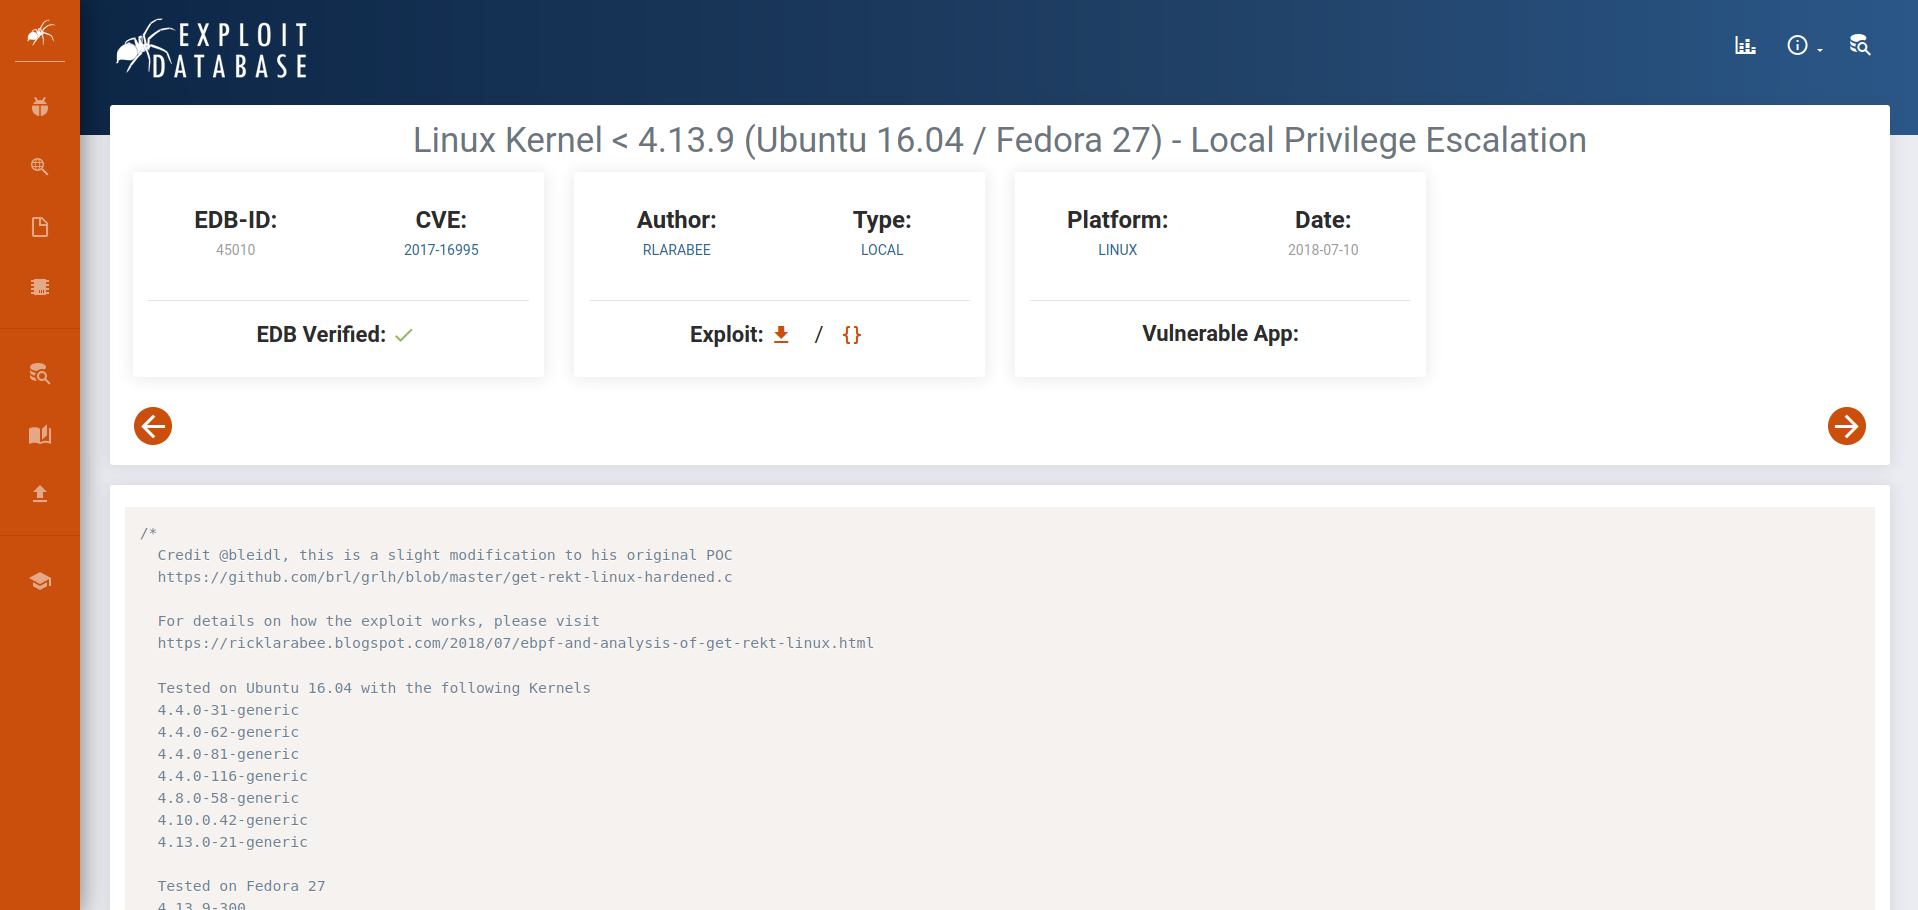 EXPLOIT
DATABASE
Linux Kernel < 4.13.9 (Ubuntu 16.04 / Fedora 27) - Local Privilege Escalation
EDB-ID:
45010
CVE:
2017-16995
EDB Verified:
Author:
RLARABEE
Type:
LOCAL
Exploit: / {}
Platform:
LINUX
Date:
2018-07-10
Vulnerable App:
/*
Credit @bleidl, this is a slight modification to his original POC
https://github.com/brl/grlh/blob/master/get-rekt-linux-hardened.c
For details on how the exploit works, please visit
https://ricklarabee.blogspot.com/2018/07/ebpf-and-analysis-of-get-rekt-linux.html
Tested on Ubuntu 16.04 with the following Kernels
4.4.0-31-generic
4.4.0-62-generic
4.4.0-81-generic
4.4.0-116-generic
4.8.0-58-generic
4.10.0.42-generic
4.13.0-21-generic
Tested on Fedora 27
4.13.9-300